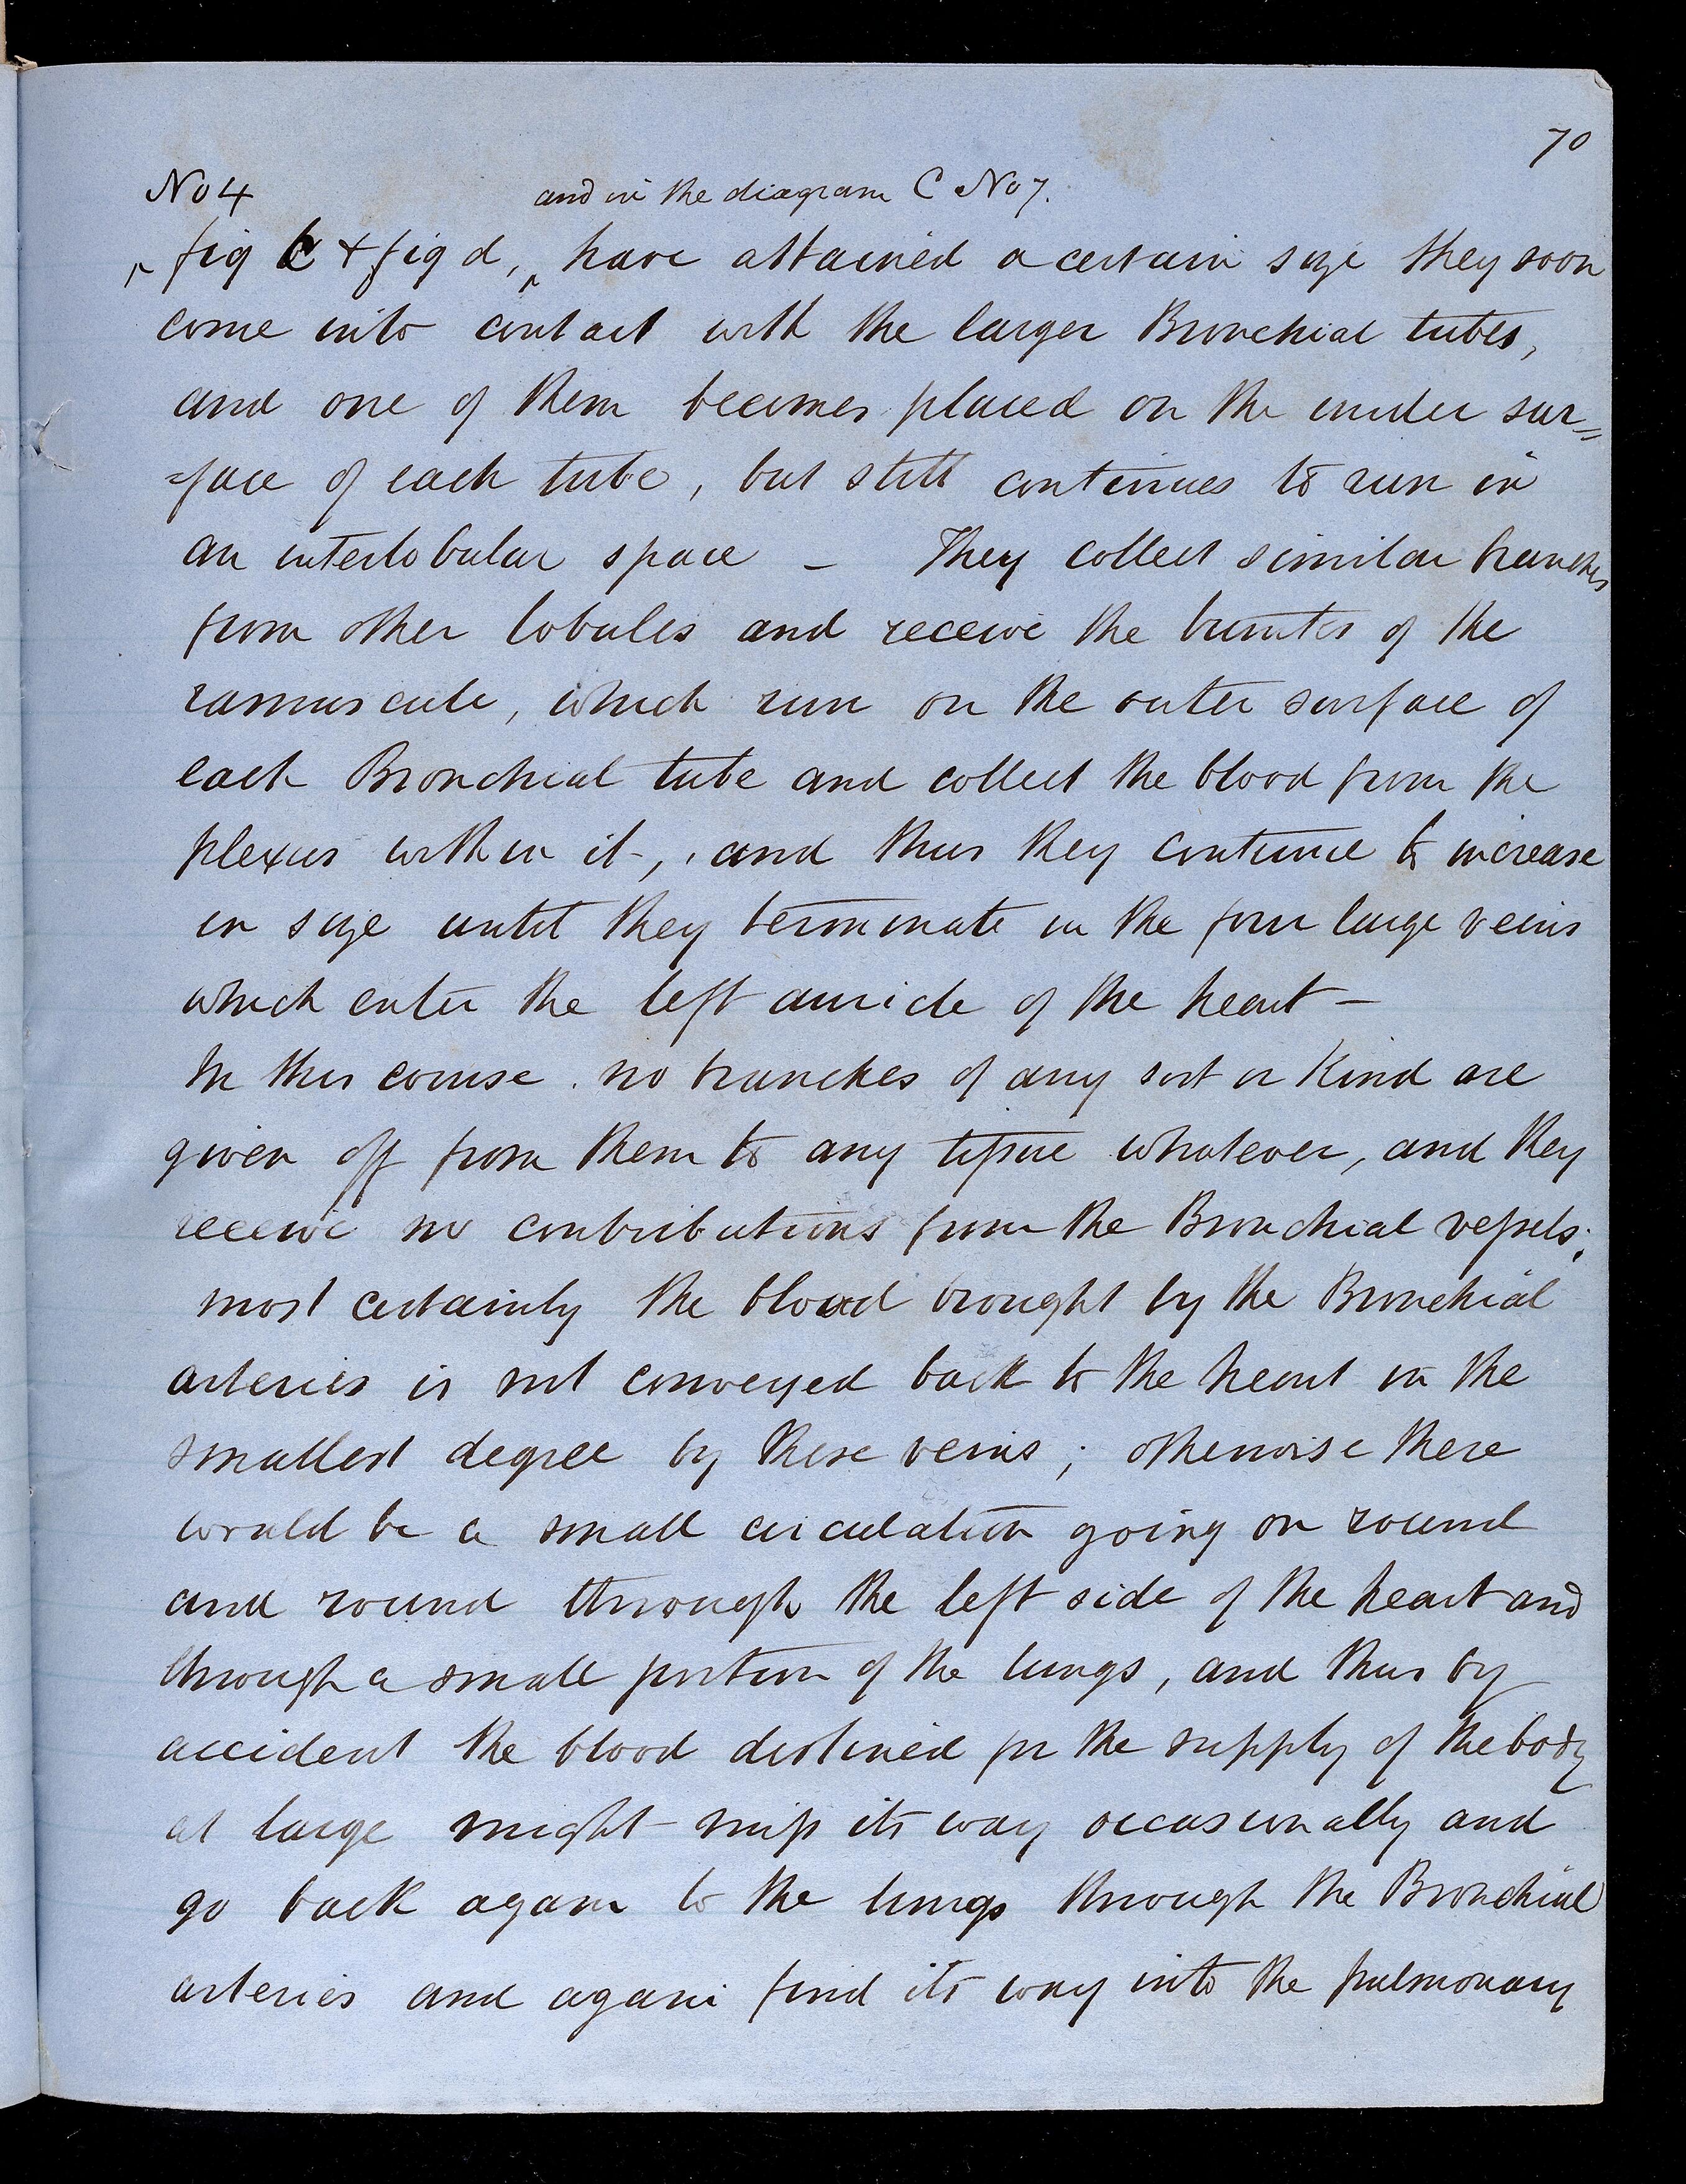 70
No 4 and in the diagram C No 7.
‸ fig C + fig d, ‸ have attained a certain size they soon
come into contact with the larger Bronchial tubes,
and one of them becomes placed on the under sur=
=face of each tube, but still continues to run in
an interlobular space – They collect similar branches
from other lobules and receive the trunks of the
ramuscule, which run on the outer surface of
each Bronchial tube and collect the blood from the
plexus within it, and thus they continue to increase
in size until they terminate in the four large veins
which enter the left auricle of the heart –
In this course no branches of any sort or kind are
given off from them to any tissue whatever, and they
receive no contributions from the Bronchial vessels;
most certainly the blood brought by the Bronchial
arteries is not conveyed back to the heart in the
smallest degree by these veins; otherwise there
would be a small circulation going on round
and round through the left side of the heart and
through a small portion of the lungs, and thus by
accident the blood destined for the supply of the body
at large might miss its way occasionally and
go back again to the lungs through the Bronchial
arteries and again find its way into the pulmonary